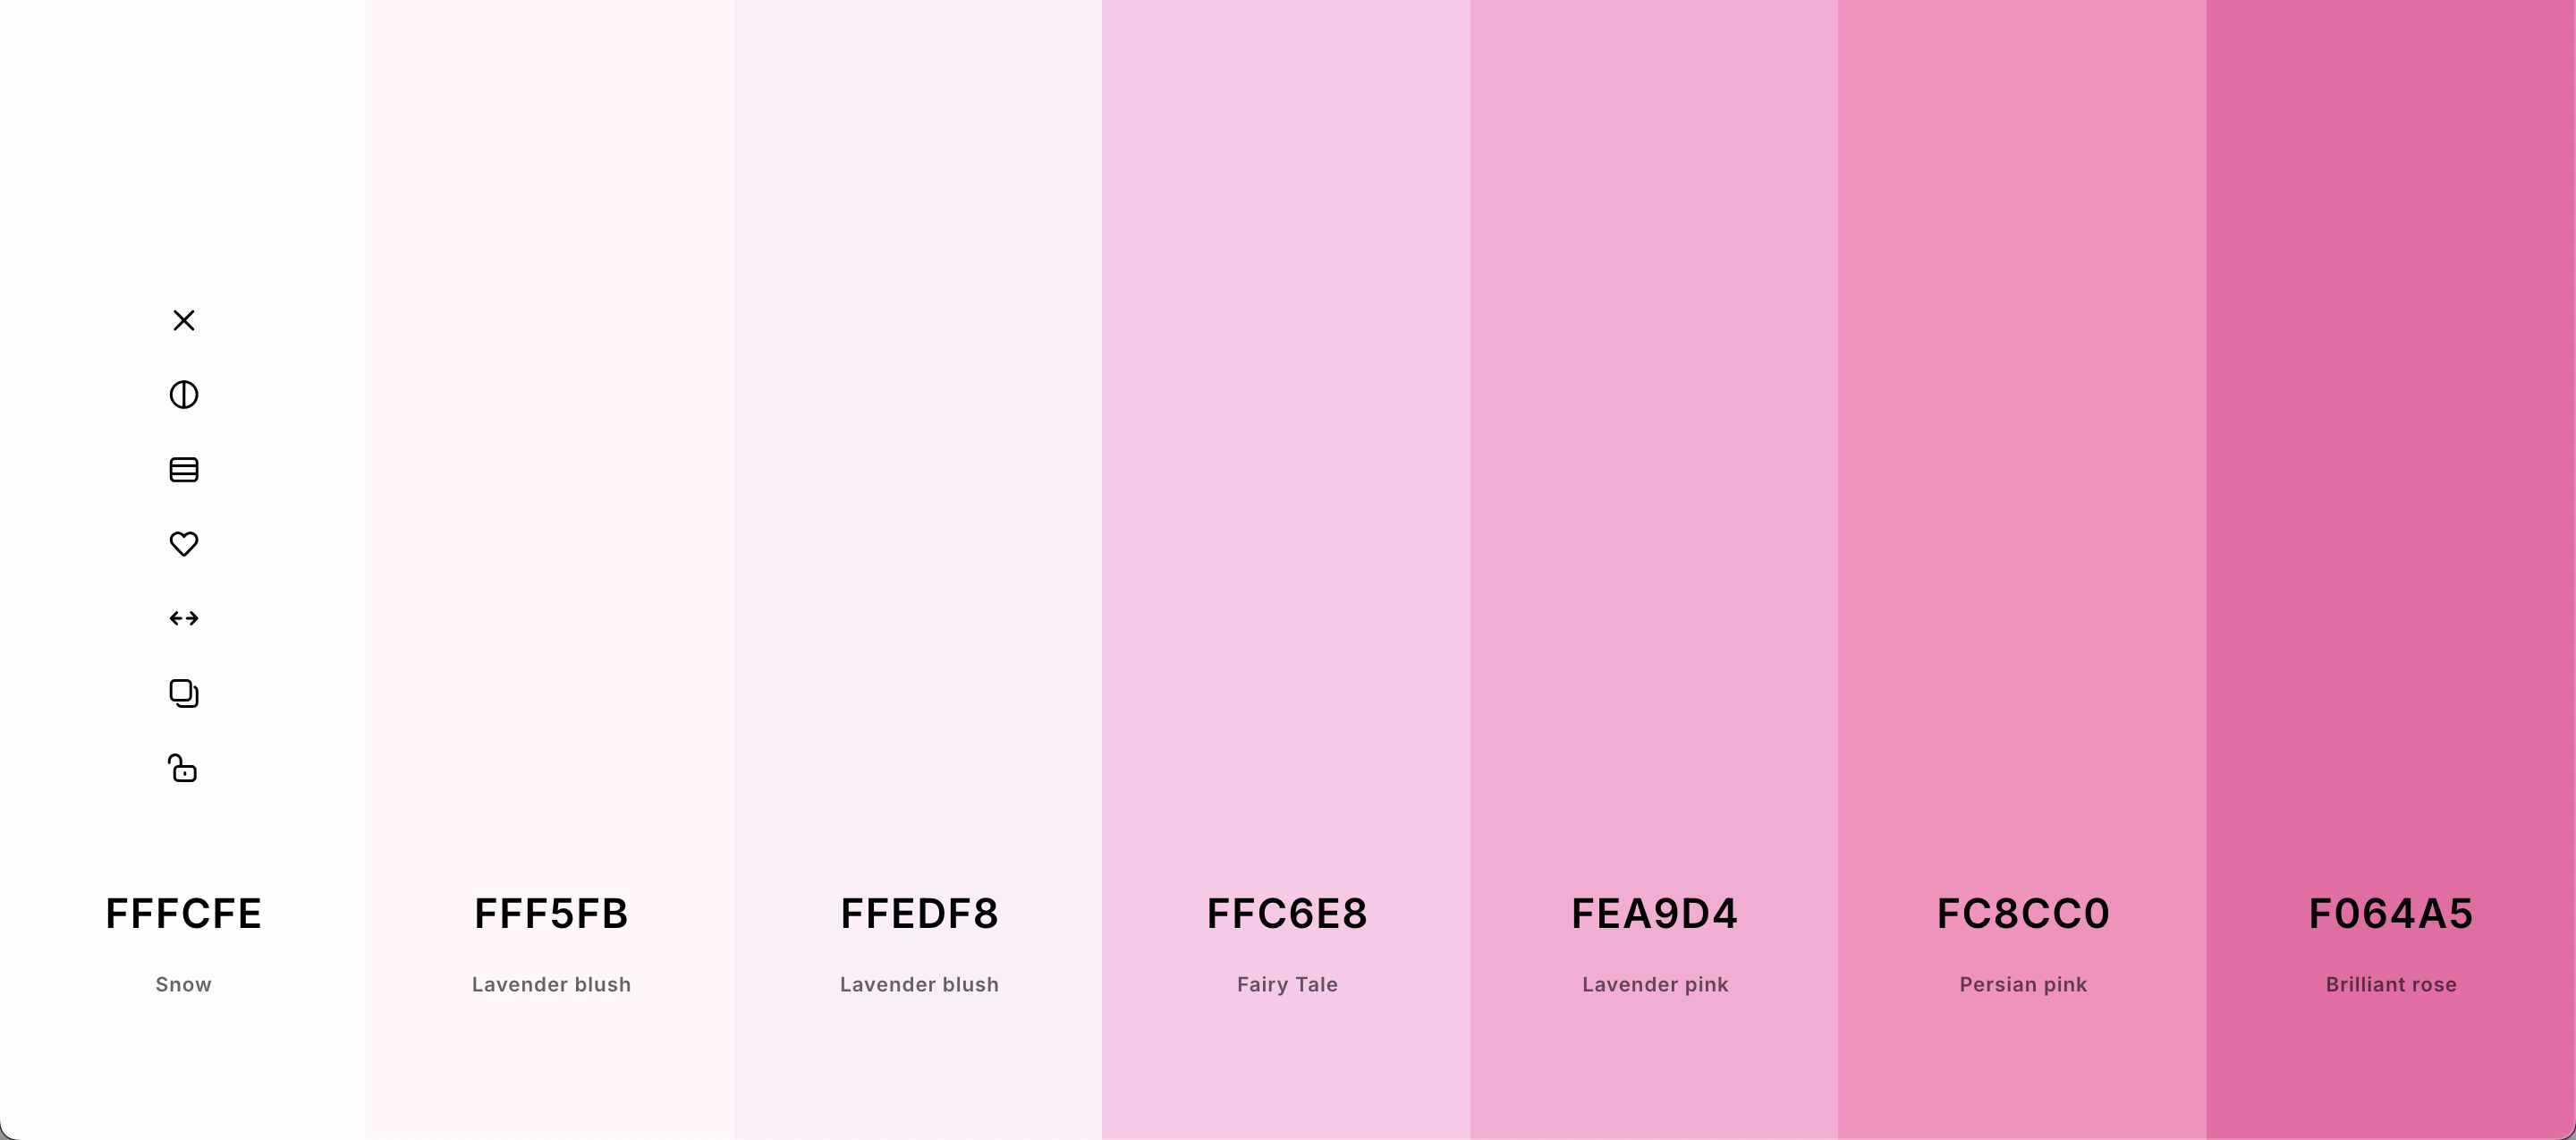 FFFCFE
Snow
FFF5FB
Lavender blush
FFEDF8
Lavender blush
FFC6E8
Fairy Tale
FEA9D4
Lavender pink
FC8CC0
Persian pink
F064A5
Brilliant rose